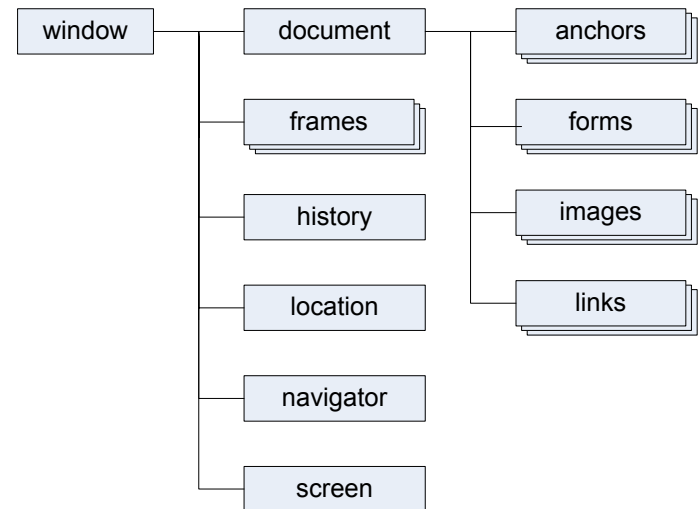 window
document
anchors
frames
forms
history
images
location
links
navigator
screen